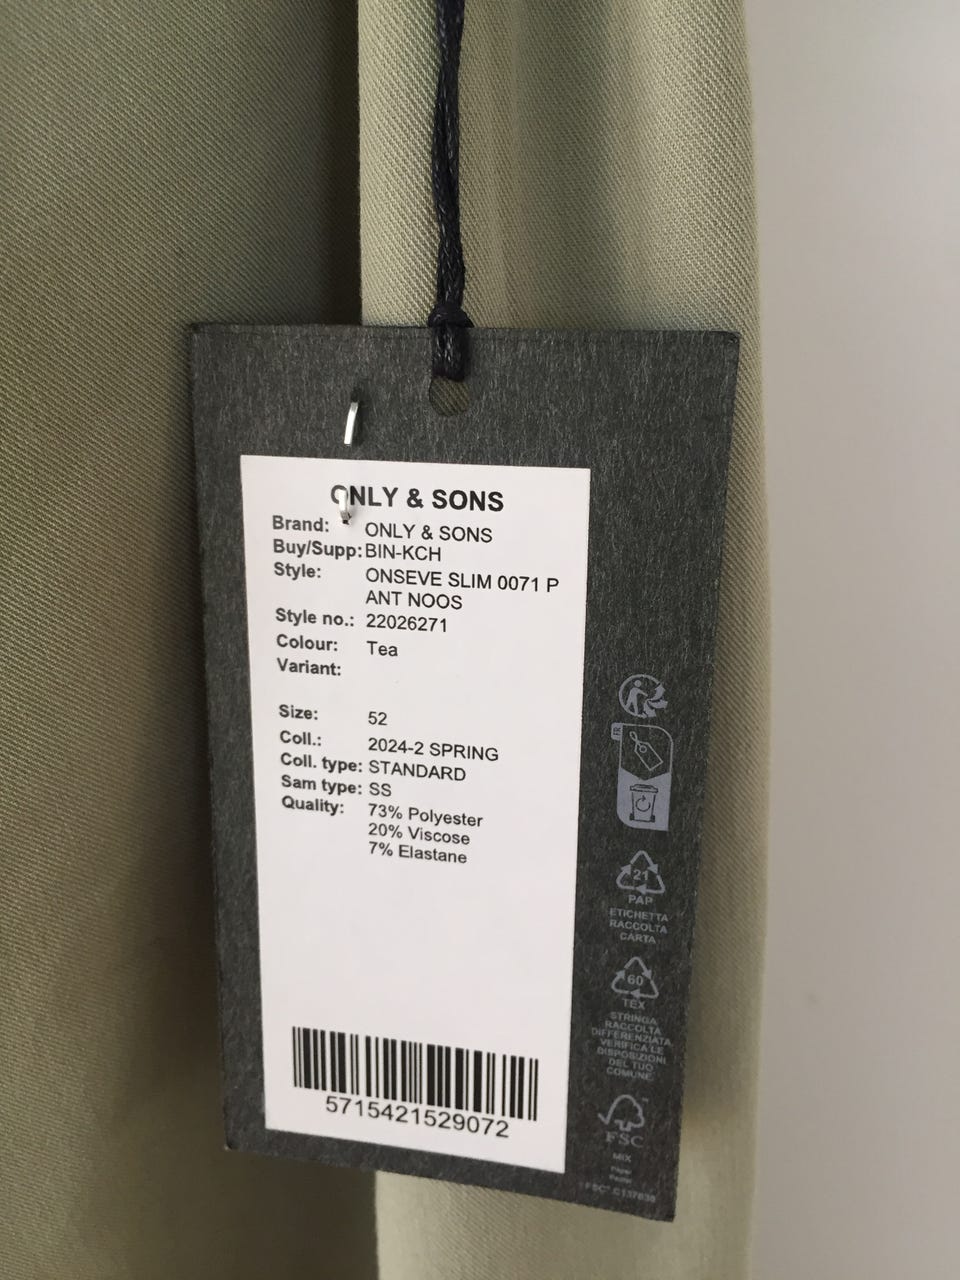 ONLY & SONS
Brand: ONLY & SONS
Buy/Supp: BIN-KCH
Style: ONSEVE SLIM 0071 P
ANT NOOS
Style no.: 22026271
Colour: Tea
Variant:
Size: 52
Coll.: 2024-2 SPRING
Coll. type: STANDARD
Sam type: SS
Quality: 73% Polyester
20% Viscose
7% Elastane
5715421529072
FR
21
PAP
ETICHETTA
RACCOLTA
CARTA
60
TEX
STRINGA
RACCOLTA
DIFFERENZIATA.
VERIFICA LE
DISPOSIZIONI
DEL TUO
COMUNE.
FSC
MIX
Paper